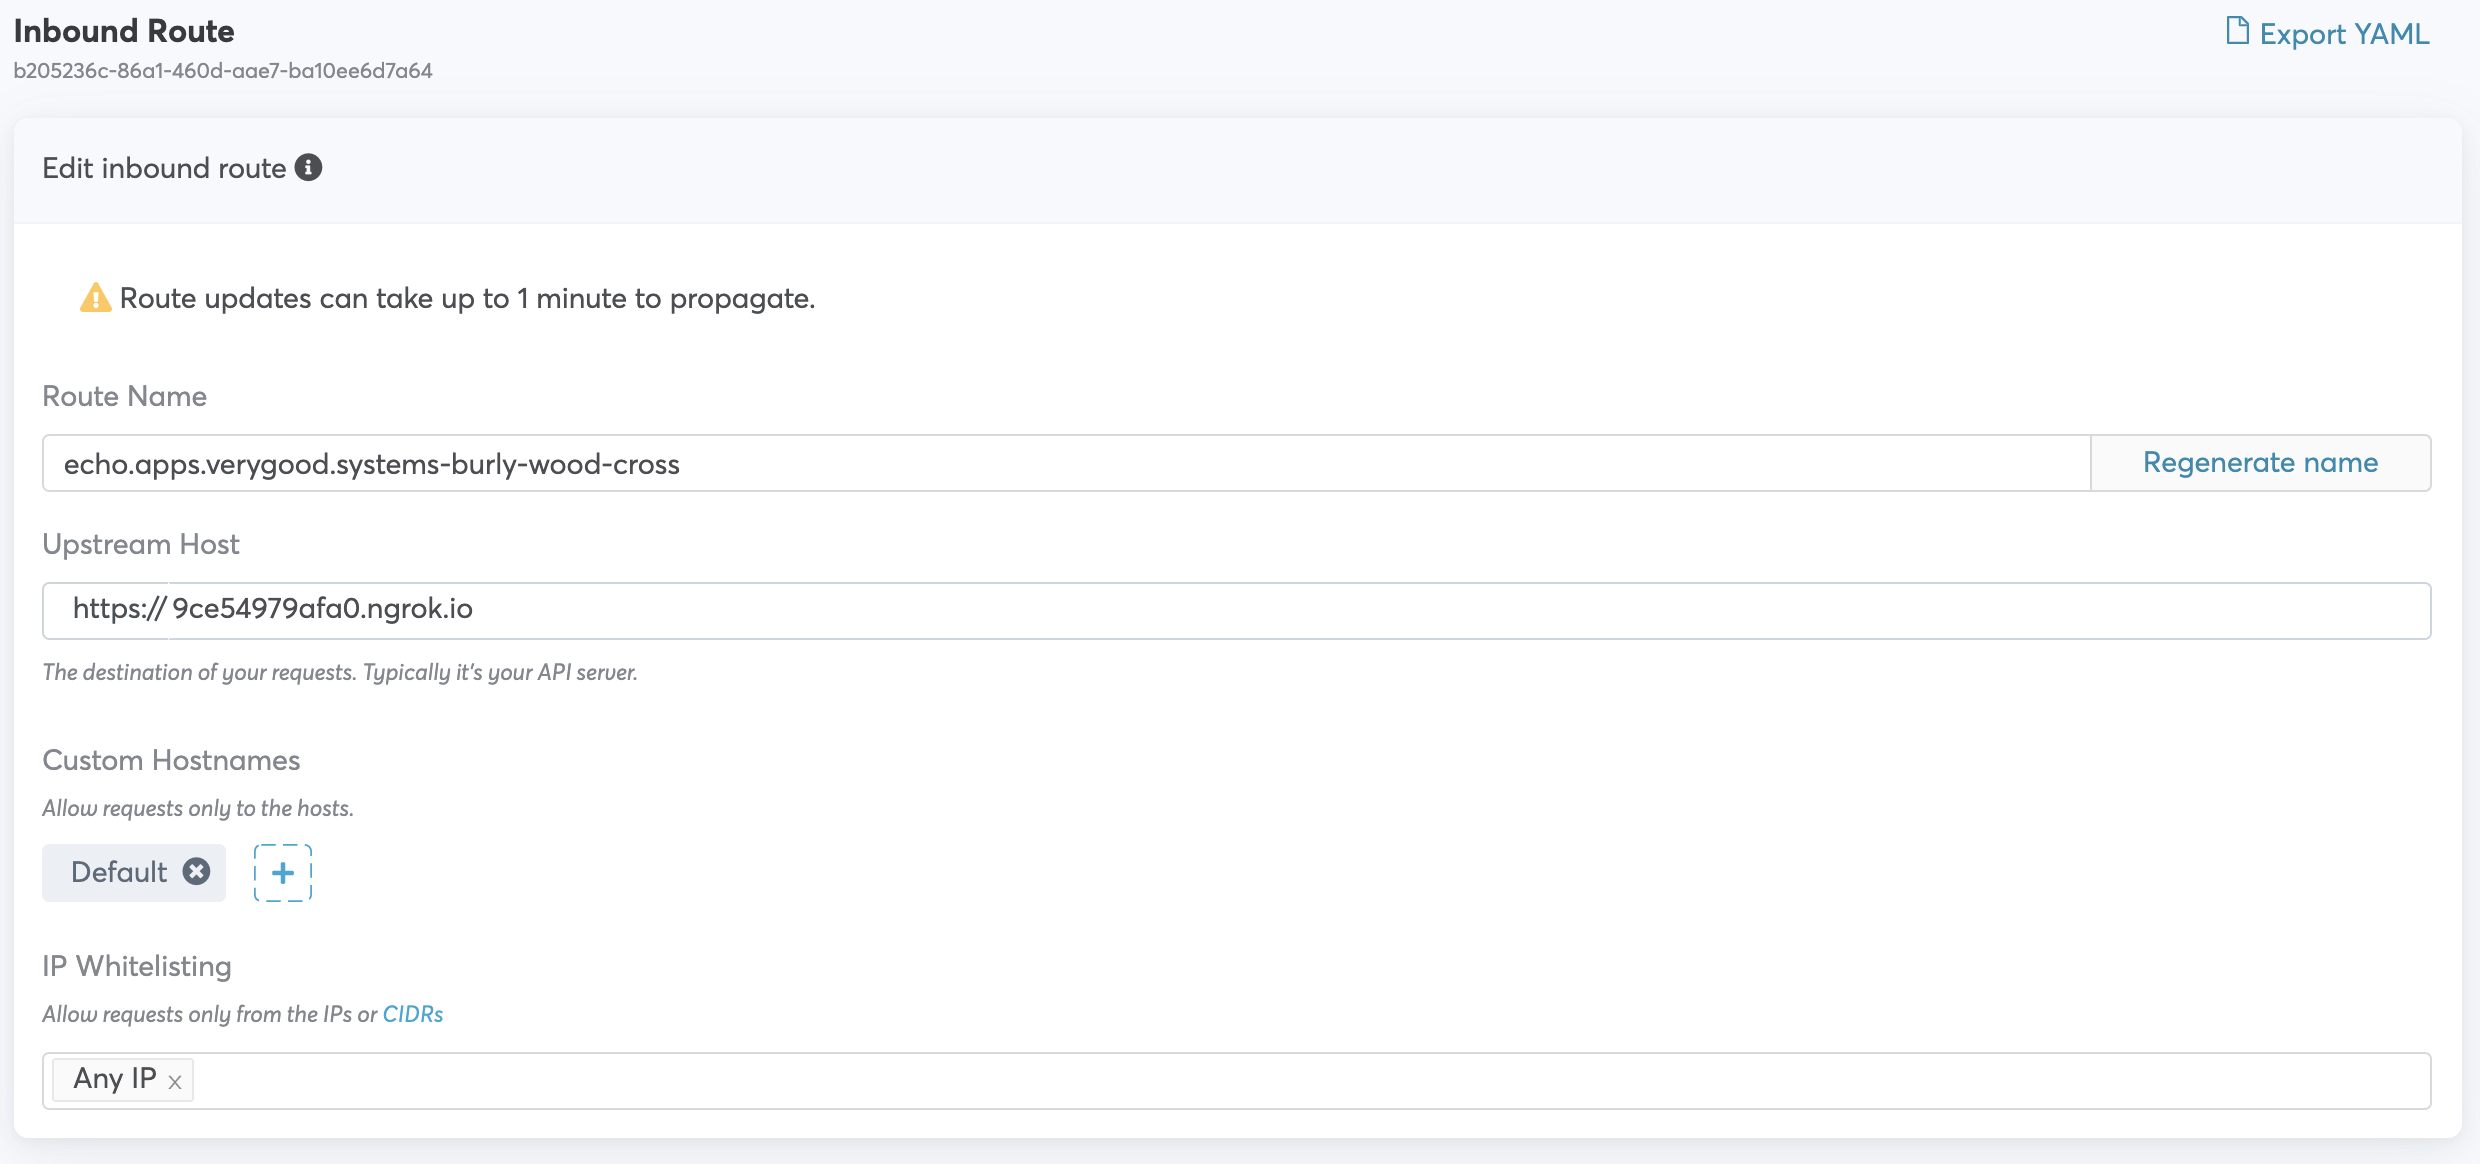 Inbound Route
Export YAML
b205236c-86a1-460d-aae7-ba10ee6d7a64
Edit inbound route
Route updates can take up to 1 minute to propagate.
Route Name
echo.apps.verygood.systems-burly-wood-cross
Regenerate name
Upstream Host
https:// 9ce54979afa0.ngrok.io
The destination of your requests. Typically it's your API server.
Custom Hostnames
Allow requests only to the hosts.
Default
IP Whitelisting
Allow requests only from the IPs or CIDRs
Any IP x